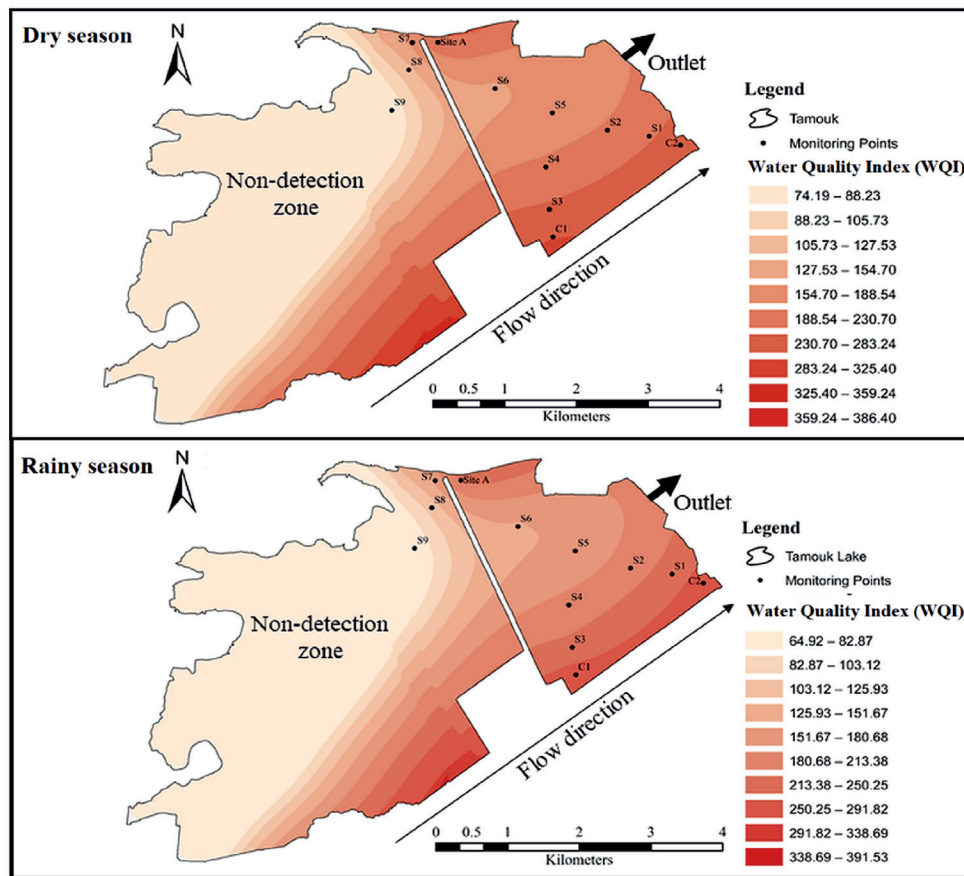 Dry season
N
S7
Site A
S8
S9
S6
S5
S2
S1
C2
S4
S3
C1
Outlet
Non-detection
zone
Flow direction
0 0.5 1 2 3 4
Kilometers
Legend
Tamouk
Monitoring Points
Water Quality Index (WQI)
74.19 – 88.23
88.23 – 105.73
105.73 – 127.53
127.53 – 154.70
154.70 – 188.54
188.54 – 230.70
230.70 – 283.24
283.24 – 325.40
325.40 – 359.24
359.24 – 386.40
Rainy season
N
S7
Site A
S8
S9
S6
S5
S2
S1
C2
S4
S3
C1
Outlet
Non-detection
zone
Flow direction
0 0.5 1 2 3 4
Kilometers
Legend
Tamouk Lake
Monitoring Points
Water Quality Index (WQI)
64.92 – 82.87
82.87 – 103.12
103.12 – 125.93
125.93 – 151.67
151.67 – 180.68
180.68 – 213.38
213.38 – 250.25
250.25 – 291.82
291.82 – 338.69
338.69 – 391.53